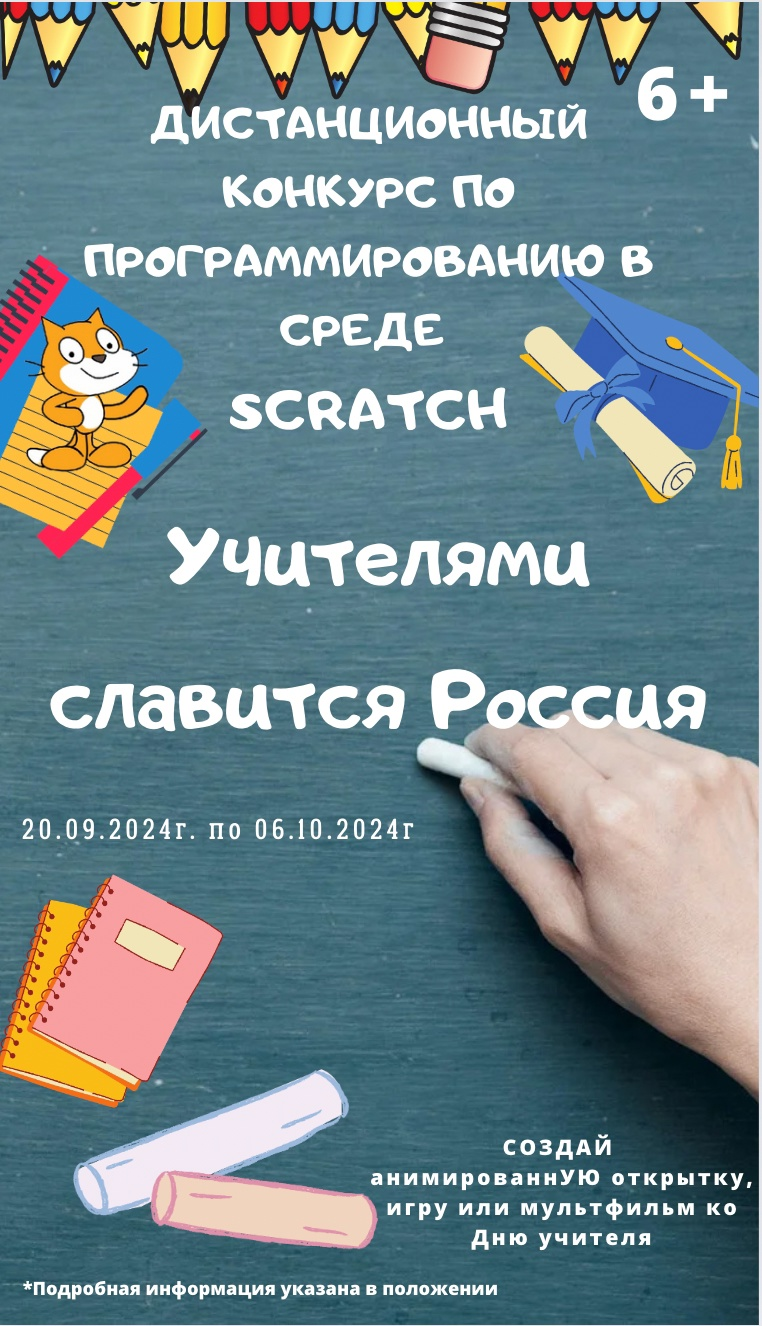 6+
ДИСТАНЦИОННЫЙ
КОНКУРС ПО
ПРОГРАММИРОВАНИЮ В
СРЕДЕ
SCRATCH
Учителями
славится Россия
20.09.2024г. по 06.10.2024г
СОЗДАЙ
анимированнУЮ открытку,
игру или мультфильм ко
Дню учителя
*Подробная информация указана в положении